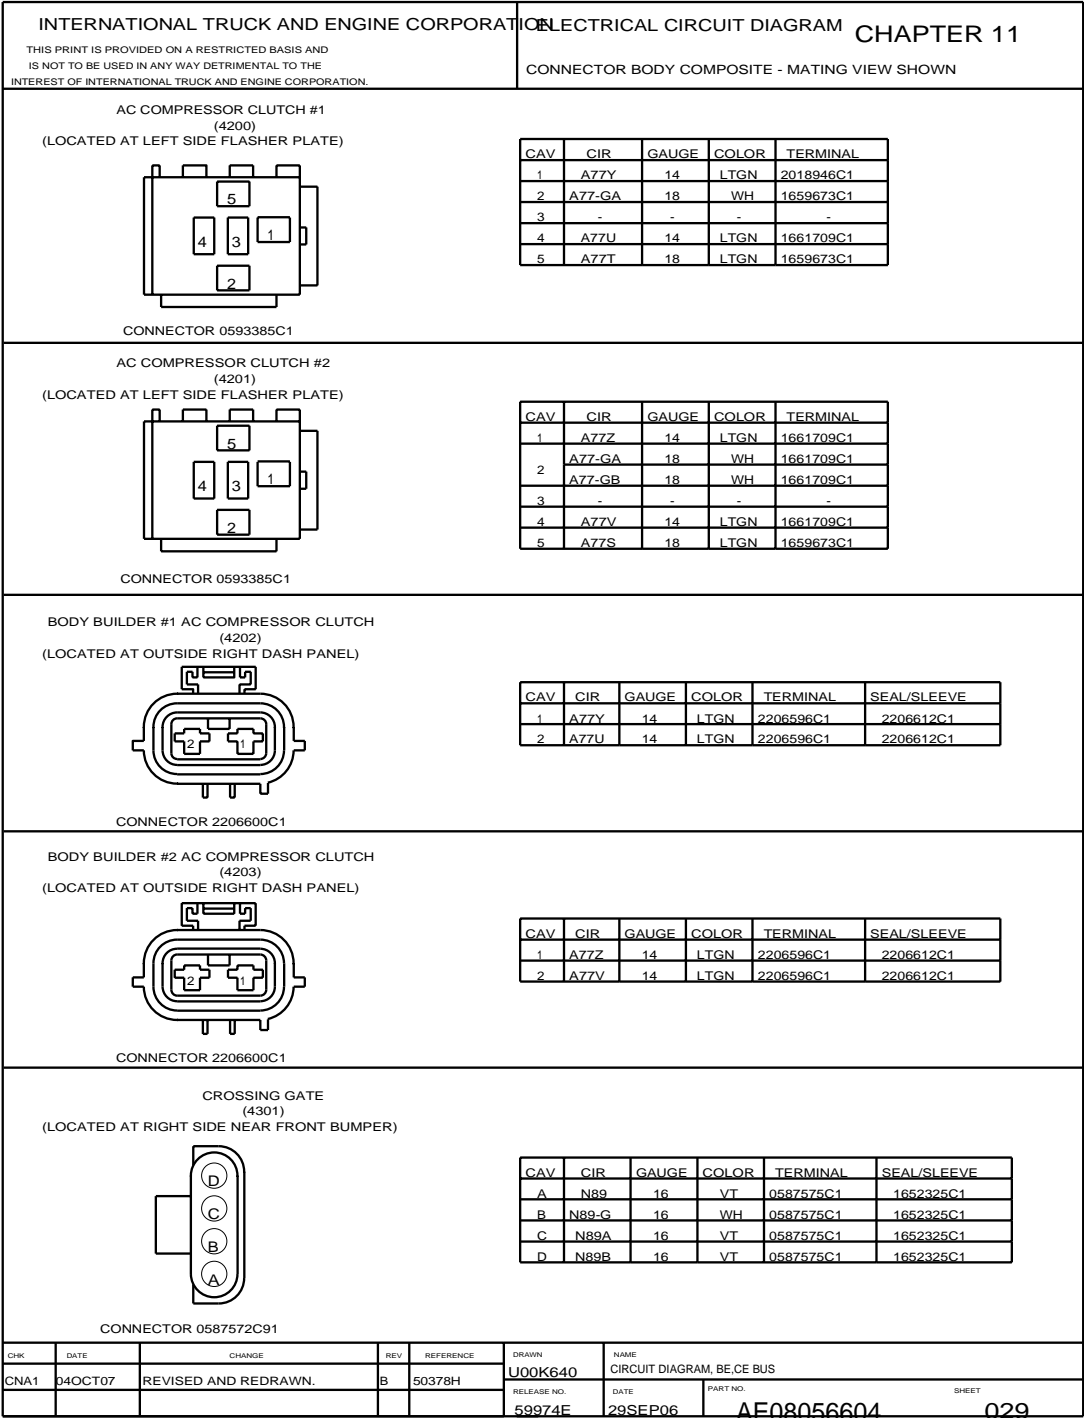 INTERNATIONAL TRUCK AND ENGINE CORPORATION
THIS PRINT IS PROVIDED ON A RESTRICTED BASIS AND
IS NOT TO BE USED IN ANY WAY DETRIMENTAL TO THE
INTEREST OF INTERNATIONAL TRUCK AND ENGINE CORPORATION.
ELECTRICAL CIRCUIT DIAGRAM CHAPTER 11
CONNECTOR BODY COMPOSITE - MATING VIEW SHOWN
AC COMPRESSOR CLUTCH #1
(4200)
(LOCATED AT LEFT SIDE FLASHER PLATE)
5
4 3 1
2
CONNECTOR 0593385C1
CAV CIR GAUGE COLOR TERMINAL
1 A77Y 14 LTGN 2018946C1
2 A77-GA 18 WH 1659673C1
3 - - - -
4 A77U 14 LTGN 1661709C1
5 A77T 18 LTGN 1659673C1
AC COMPRESSOR CLUTCH #2
(4201)
(LOCATED AT LEFT SIDE FLASHER PLATE)
5
4 3 1
2
CONNECTOR 0593385C1
CAV CIR GAUGE COLOR TERMINAL
1 A77Z 14 LTGN 1661709C1
2 A77-GA 18 WH 1661709C1
A77-GB 18 WH 1661709C1
3 - - - -
4 A77V 14 LTGN 1661709C1
5 A77S 18 LTGN 1659673C1
BODY BUILDER #1 AC COMPRESSOR CLUTCH
(4202)
(LOCATED AT OUTSIDE RIGHT DASH PANEL)
2 1
CONNECTOR 2206600C1
CAV CIR GAUGE COLOR TERMINAL SEAL/SLEEVE
1 A77Y 14 LTGN 2206596C1 2206612C1
2 A77U 14 LTGN 2206596C1 2206612C1
BODY BUILDER #2 AC COMPRESSOR CLUTCH
(4203)
(LOCATED AT OUTSIDE RIGHT DASH PANEL)
2 1
CONNECTOR 2206600C1
CAV CIR GAUGE COLOR TERMINAL SEAL/SLEEVE
1 A77Z 14 LTGN 2206596C1 2206612C1
2 A77V 14 LTGN 2206596C1 2206612C1
CROSSING GATE
(4301)
(LOCATED AT RIGHT SIDE NEAR FRONT BUMPER)
D
C
B
A
CONNECTOR 0587572C91
CAV CIR GAUGE COLOR TERMINAL SEAL/SLEEVE
A N89 16 VT 0587575C1 1652325C1
B N89-G 16 WH 0587575C1 1652325C1
C N89A 16 VT 0587575C1 1652325C1
D N89B 16 VT 0587575C1 1652325C1
CHK DATE CHANGE REV REFERENCE
CNA1 04OCT07 REVISED AND REDRAWN. B 50378H
DRAWN
U00K640
NAME
CIRCUIT DIAGRAM, BE,CE BUS
RELEASE NO.
59974E
DATE
29SEP06
PART NO.
AE08056604
SHEET
029